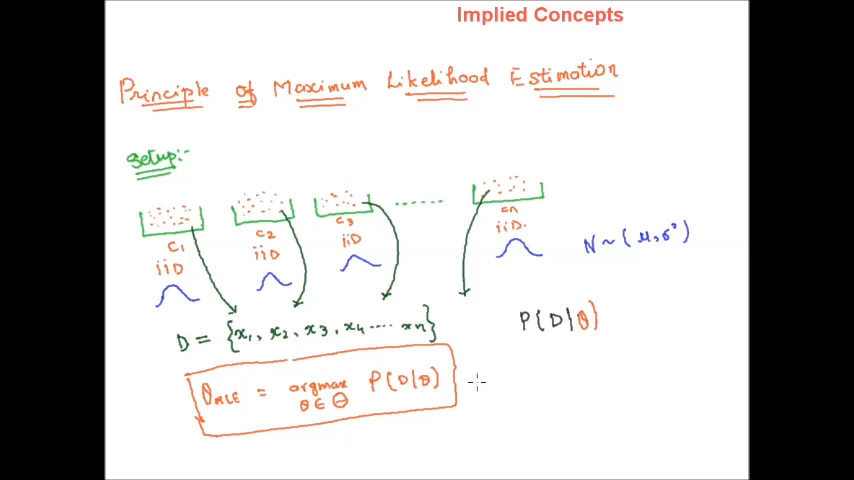 Implied Concepts
Principle of Maximum Likelihood Estimation
Setup:-
C1 C2 C3 ...... Cn
iiD iiD iiD iiD.
N ~ (μ, σ²)
D = {x1, x2, x3, x4 .... xn}
P(D|θ)
θMLE = argmax P(D|θ)
θ ∈ Θ